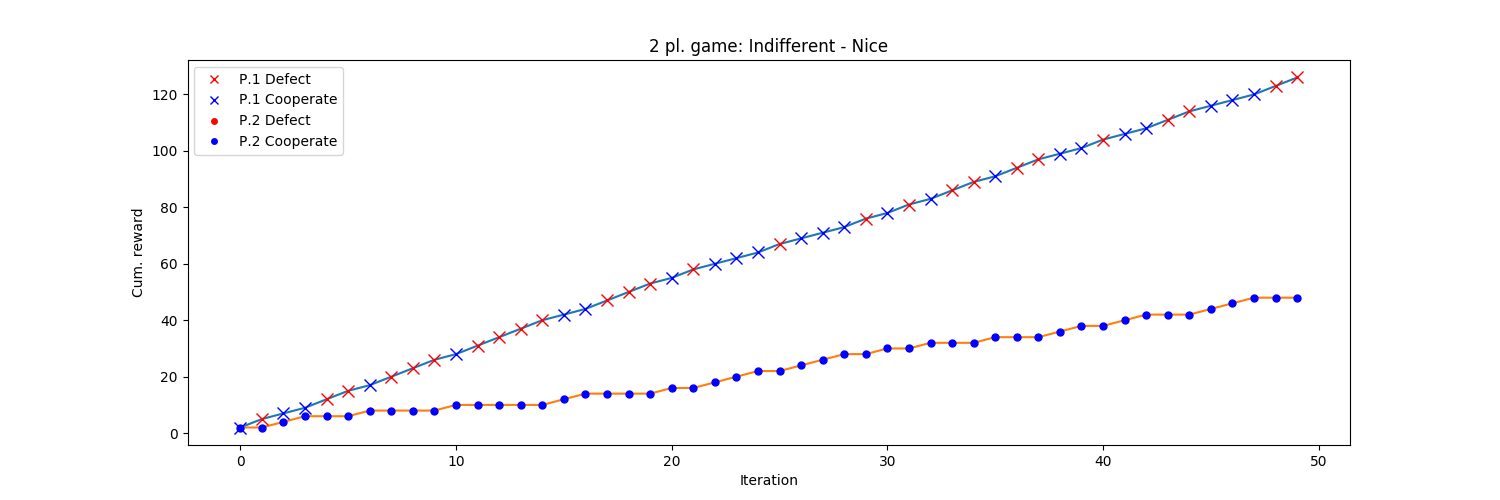 2 pl. game: Indifferent - Nice
P.1 Defect
P.1 Cooperate
P.2 Defect
P.2 Cooperate
Cum. reward
120
100
80
60
40
20
0
0 10 20 30 40 50
Iteration